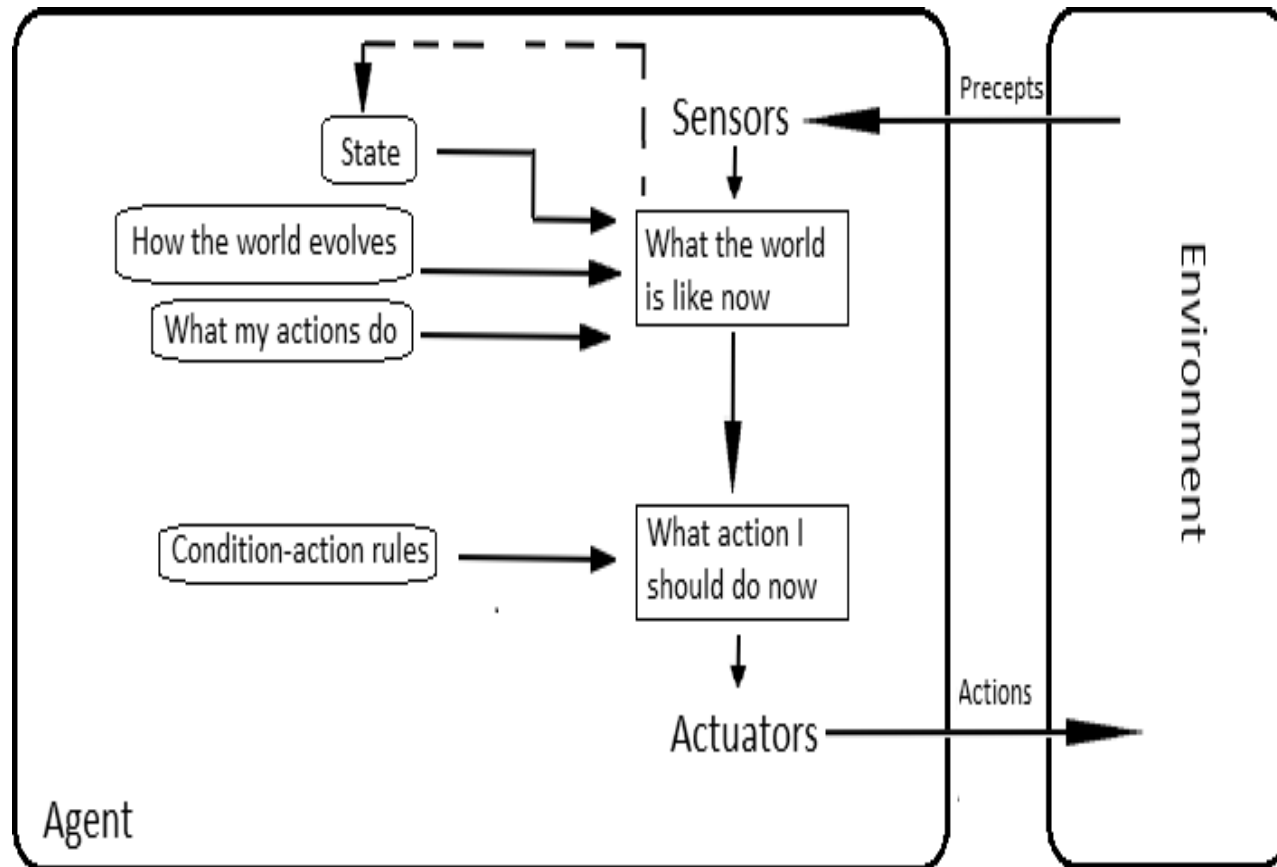 Precepts
Sensors
State
How the world evolves
What the world
is like now
What my actions do
Environment
Condition-action rules
What action I
should do now
Actions
Actuators
Agent